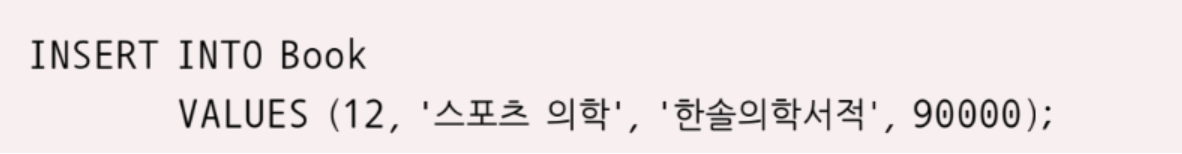 INSERT INTO Book
VALUES (12, '스포츠 의학', '한솔의학서적', 90000);